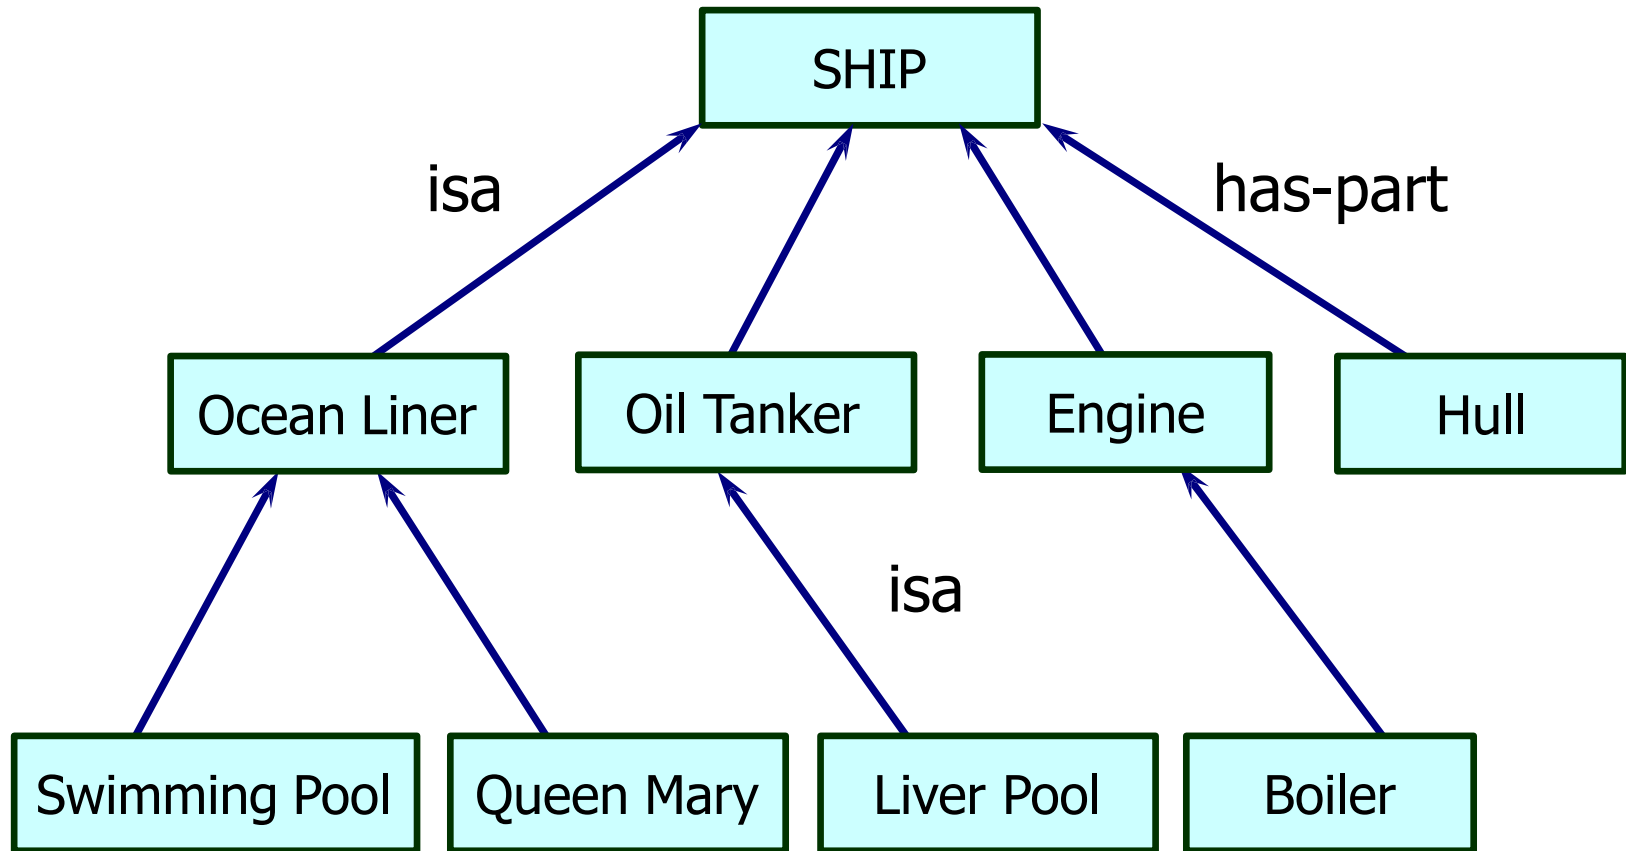 SHIP
isa
has-part
Ocean Liner
Oil Tanker
Engine
Hull
isa
Swimming Pool
Queen Mary
Liver Pool
Boiler